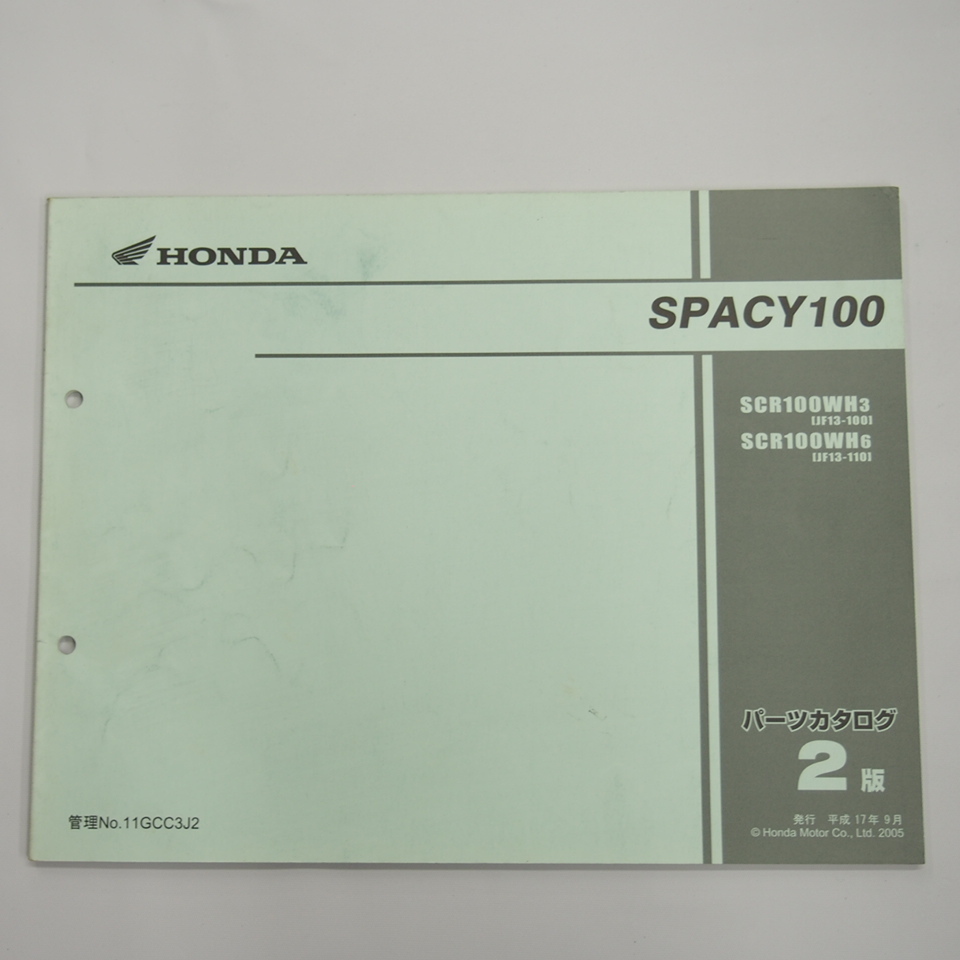 HONDA
SPACY100
SCR100WH3
[JF13-100]
SCR100WH6
[JF13-110]
パーツカタログ
2版
管理No.11GCC3J2
発行 平成 17年 9月
© Honda Motor Co., Ltd. 2005